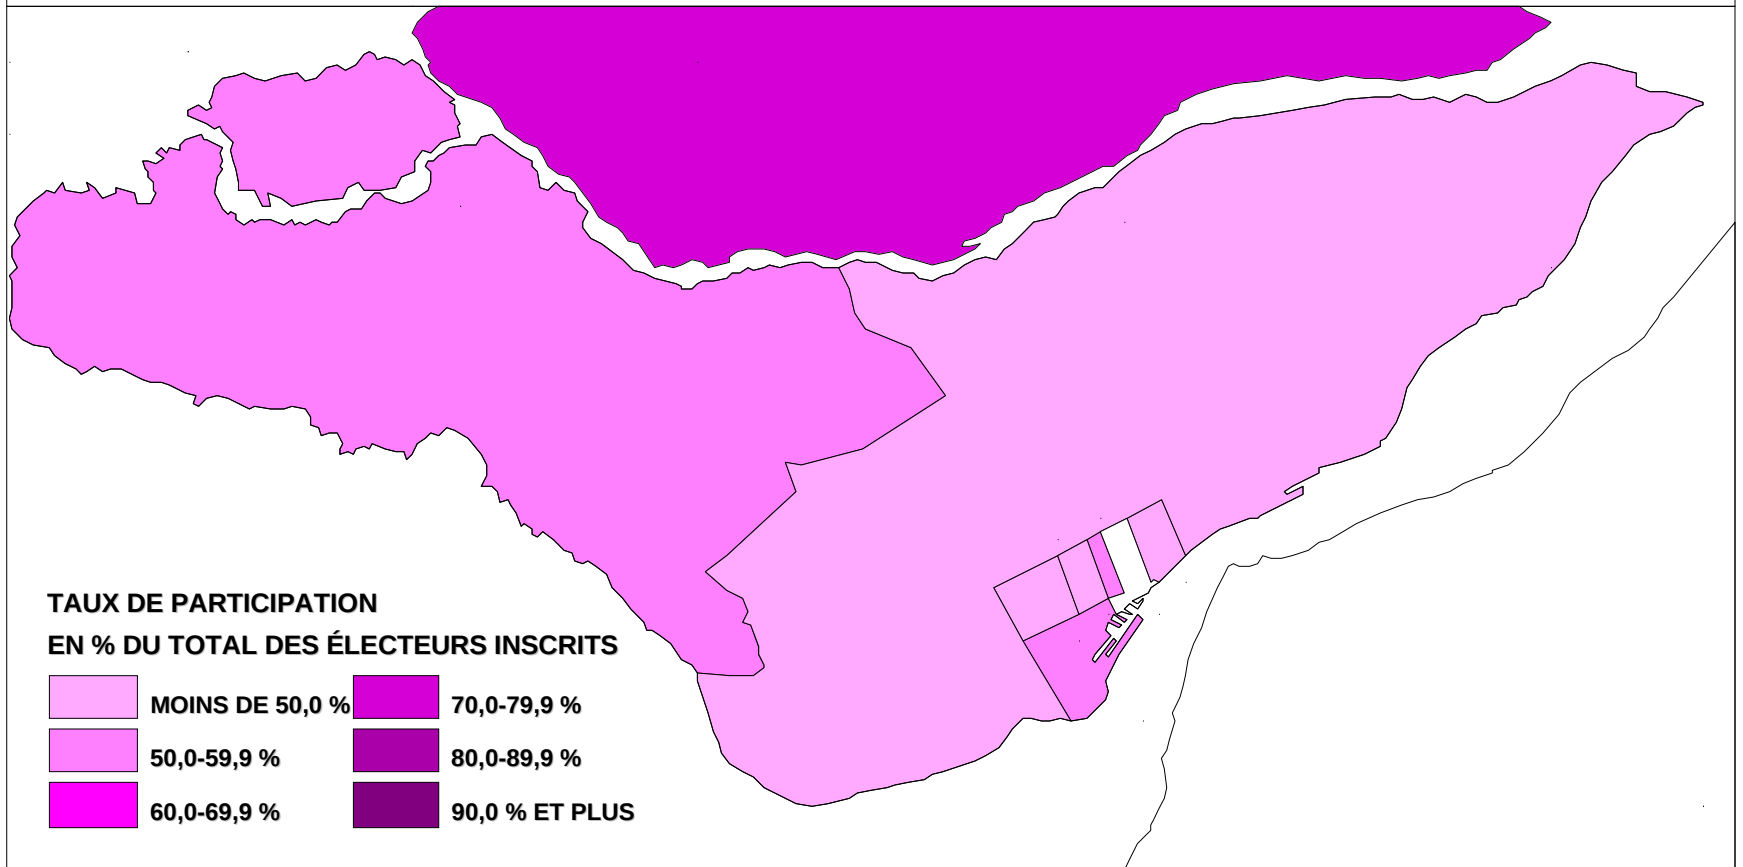 TAUX DE PARTICIPATION
EN % DU TOTAL DES ÉLECTEURS INSCRITS
MOINS DE 50,0 %
50,0-59,9 %
60,0-69,9 %
70,0-79,9 %
80,0-89,9 %
90,0 % ET PLUS